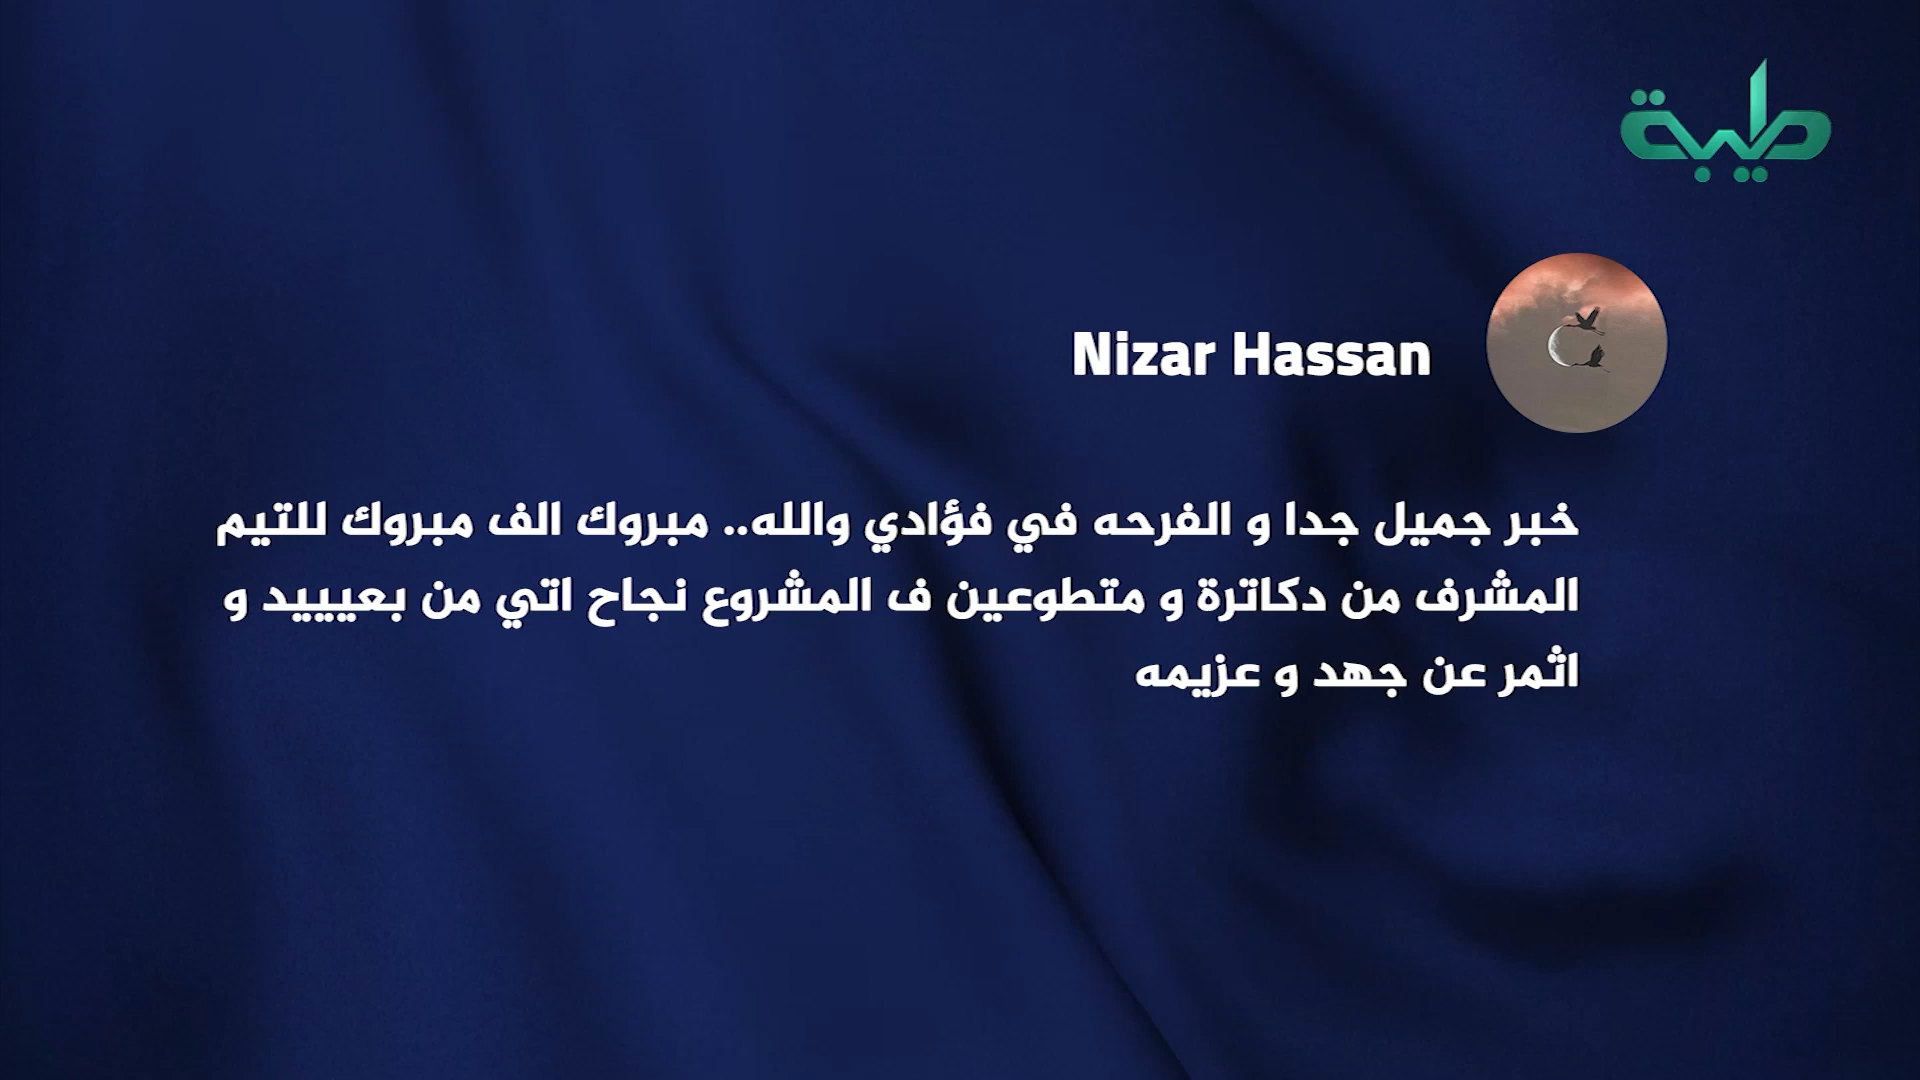 طيبة
Nizar Hassan
خبر جميل جدا و الفرحه في فؤادي والله.. مبروك الف مبروك للتيم
المشرف من دكاترة و متطوعين ف المشروع نجاح اتي من بعيييد و
اثمر عن جهد و عزيمه